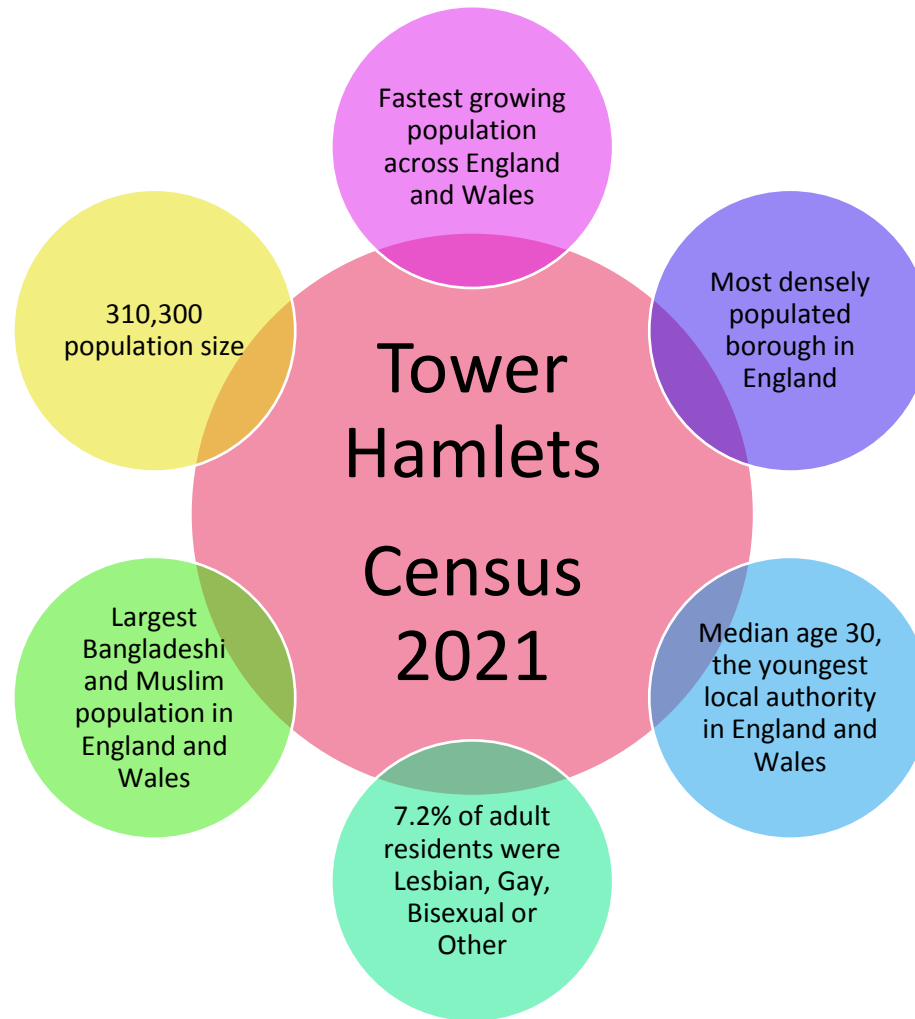 Fastest growing
population
across England
and Wales
Most densely
populated
borough in
England
Median age 30,
the youngest
local authority
in England and
Wales
7.2% of adult
residents were
Lesbian, Gay,
Bisexual or
Other
Largest
Bangladeshi
and Muslim
population in
England and
Wales
310,300
population size
Tower
Hamlets
Census
2021